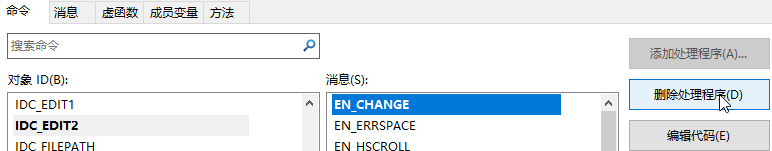 命令 消息 虚函数 成员变量 方法
搜索命令
添加处理程序(A)...
对象 ID(B): 消息(S):
删除处理程序(D)
IDC_EDIT1 EN_CHANGE
IDC_EDIT2 EN_ERRSPACE
编辑代码(E)
IDC_FILEPATH EN_HSCROLL